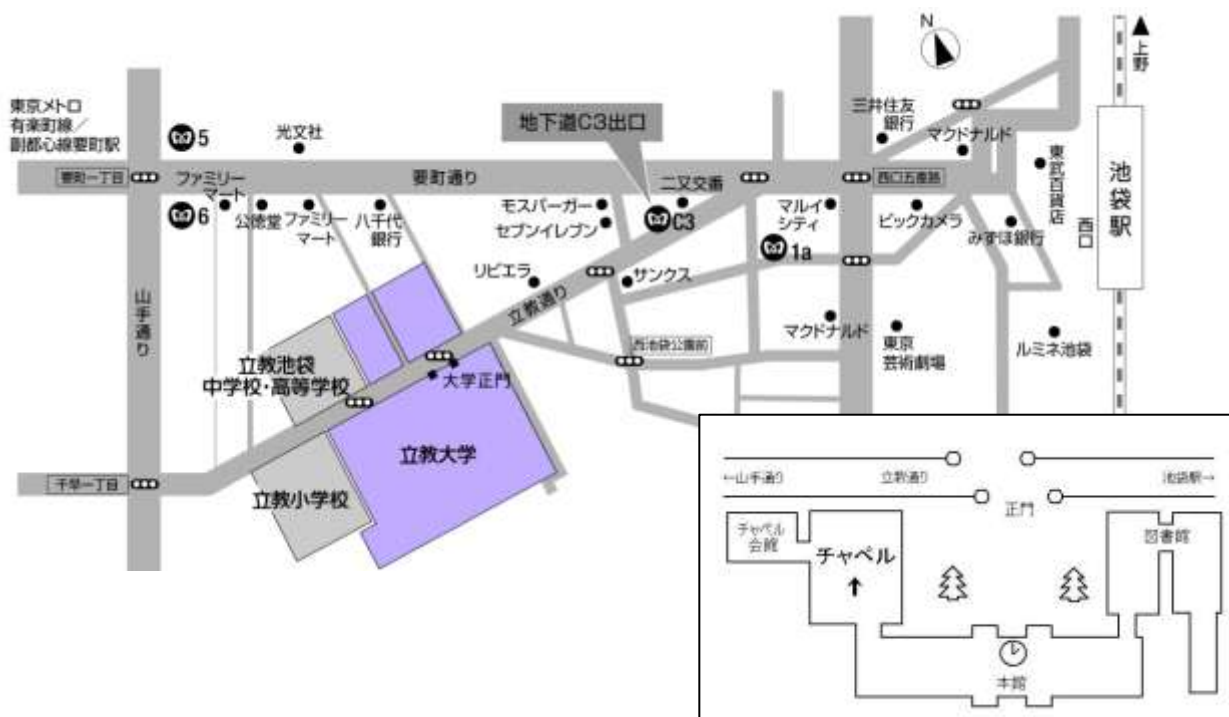 N
上野
東京メトロ
有楽町線／
副都心線要町駅
5
光文社
地下道C3出口
三井住友
銀行
マクドナルド
東武百貨店
池袋駅
西口
要町一丁目
ファミリー
マート
6
公徳堂
ファミリー
マート
八千代
銀行
要町通り
モスバーガー
セブンイレブン
二又交番
C3
マルイ
シティ
1a
西口五差路
ビックカメラ
みずほ銀行
山手通り
リビエラ
立教通り
サンクス
マクドナルド
東京
芸術劇場
ルミネ池袋
西池袋公園前
立教池袋
中学校・高等学校
大学正門
立教大学
千早一丁目
立教小学校
←山手通り
立教通り
池袋駅→
正門
チャペル
会館
チャペル
図書館
本館